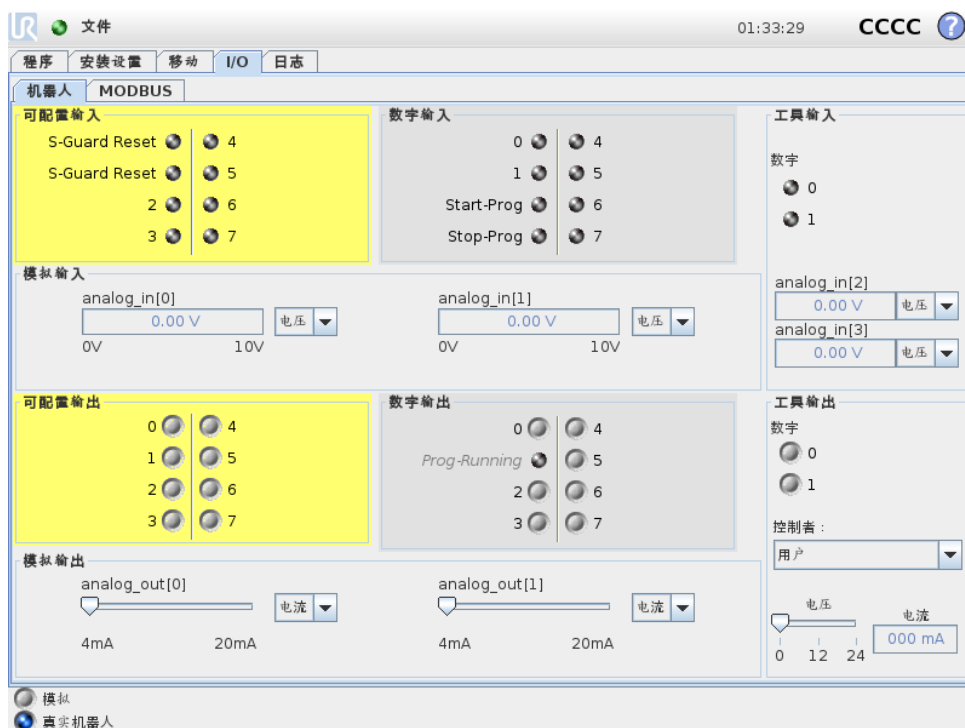 UR 文件 01:33:29 CCCC ?
程序 安装设置 移动 I/O 日志
机器人 MODBUS
可配置输入
S-Guard Reset 4
S-Guard Reset 5
2 6
3 7
数字输入
0 4
1 5
Start-Prog 6
Stop-Prog 7
工具输入
数字
0
1
模拟输入
analog_in[0]
0.00 V 电压
0V 10V
analog_in[1]
0.00 V 电压
0V 10V
analog_in[2]
0.00 V 电压
analog_in[3]
0.00 V 电压
可配置输出
0 4
1 5
2 6
3 7
数字输出
0 4
Prog-Running 5
2 6
3 7
工具输出
数字
0
1
控制者：
用户
模拟输出
analog_out[0]
电流
4mA 20mA
analog_out[1]
电流
4mA 20mA
电压
0 12 24
电流
000 mA
模拟
真实机器人